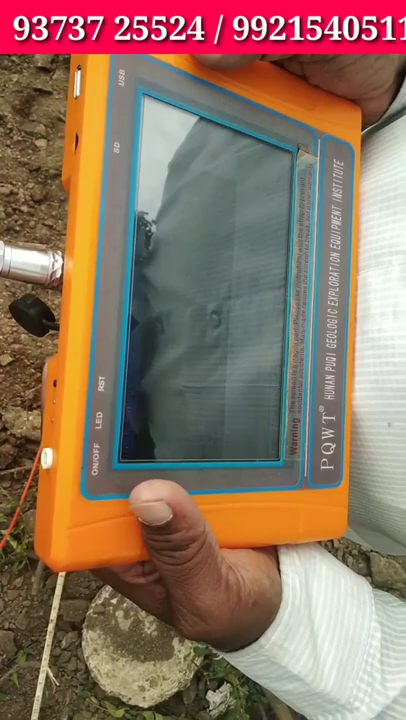 93737 25524 / 9921540511
USB
SD
RST
LED
ON/OFF
Warning
PQWT® HUNAN PUQI GEOLOGIC EXPLORATION EQUIPMENT INSTITUTE